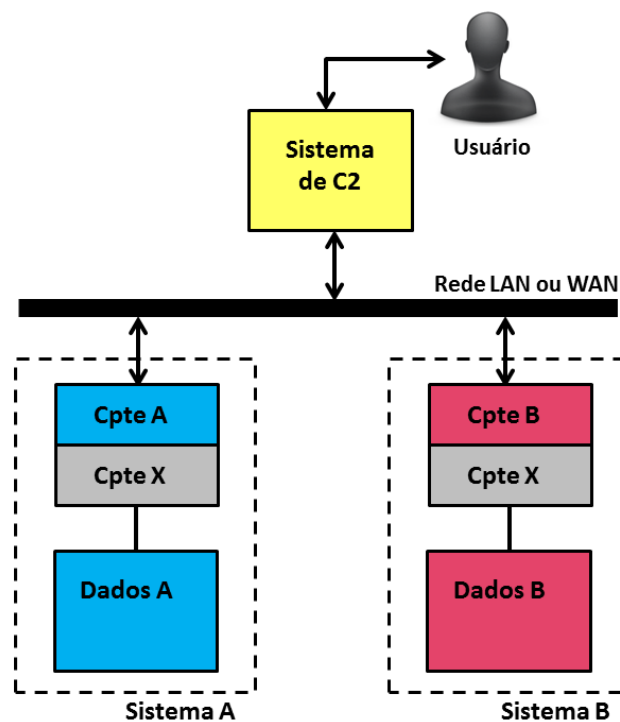 Usuário
Sistema
de C2
Rede LAN ou WAN
Cpte A
Cpte X
Dados A
Sistema A
Cpte B
Cpte X
Dados B
Sistema B